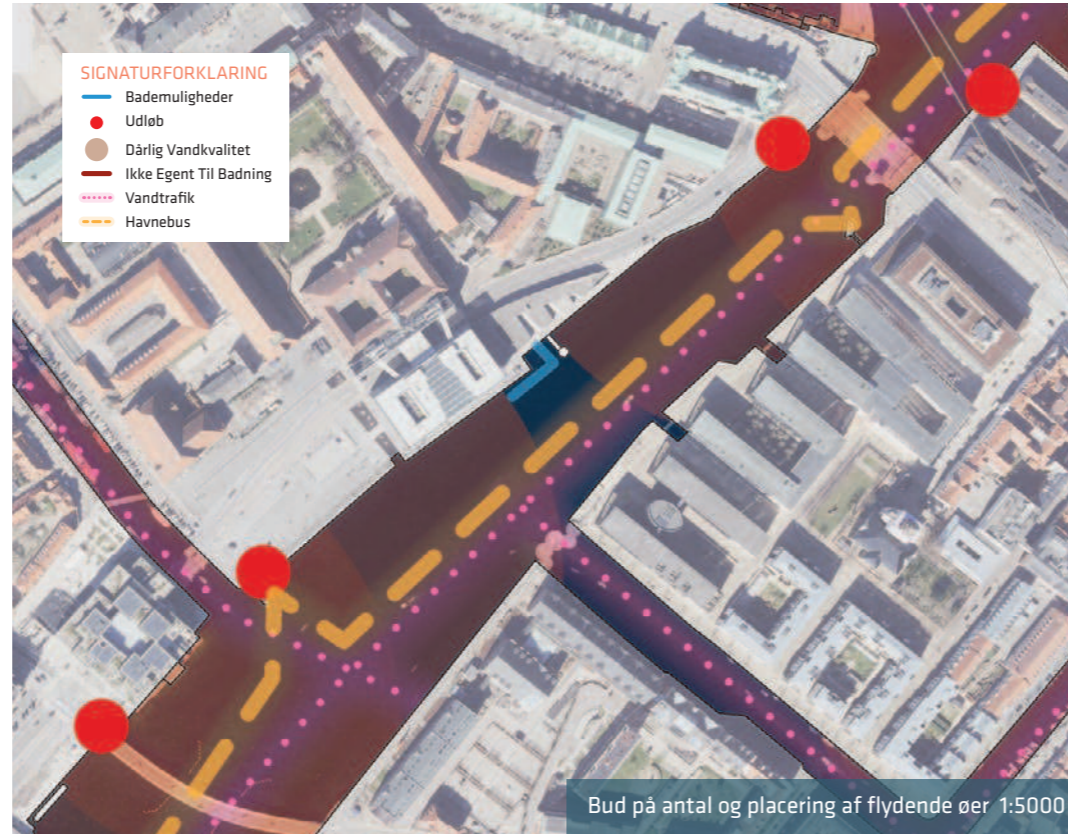 SIGNATURFORKLARING
Bademuligheder
Udløb
Dårlig Vandkvalitet
Ikke Egent Til Badning
Vandtrafik
Havnebus
Bud på antal og placering af flydende øer 1:5000